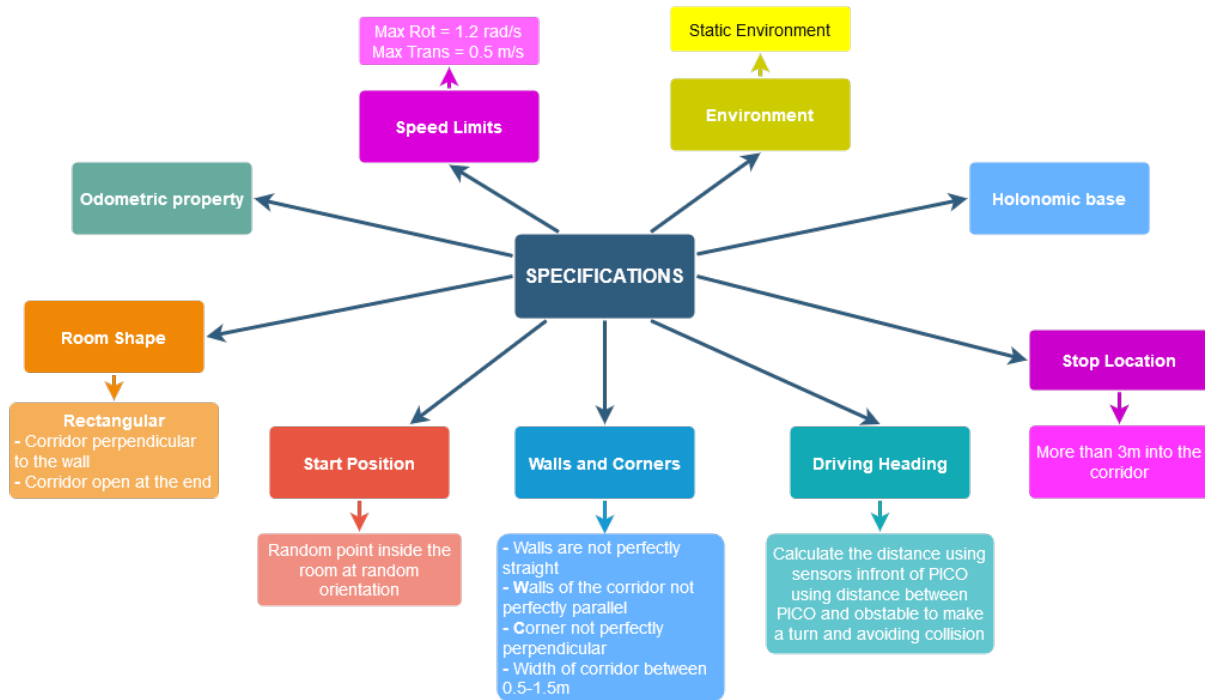 Max Rot = 1.2 rad/s
Max Trans = 0.5 m/s
Static Environment
Speed Limits
Environment
Odometric property
Holonomic base
SPECIFICATIONS
Room Shape
Stop Location
Rectangular
- Corridor perpendicular
to the wall
- Corridor open at the end
Start Position
Walls and Corners
Driving Heading
More than 3m into the
corridor
Random point inside the
room at random
orientation
- Walls are not perfectly
straight
- Walls of the corridor not
perfectly parallel
- Corner not perfectly
perpendicular
- Width of corridor between
0.5-1.5m
Calculate the distance using
sensors infront of PICO
using distance between
PICO and obstable to make
a turn and avoiding collision